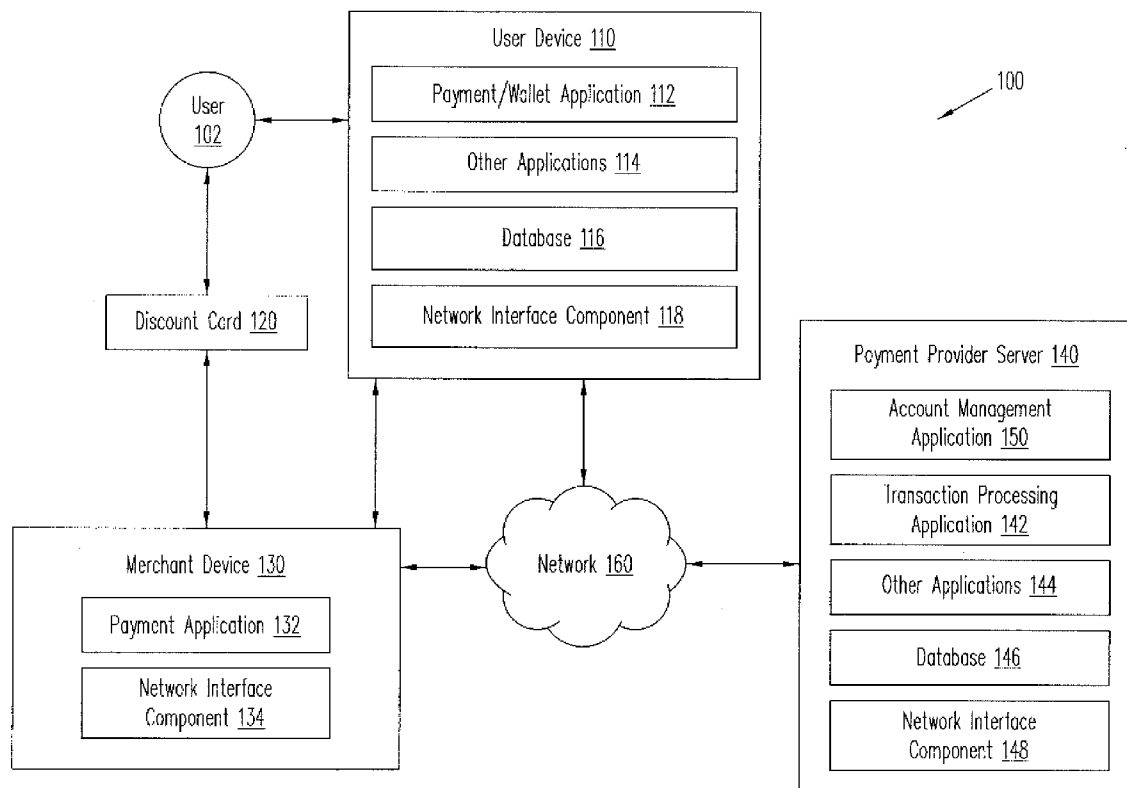 User Device 110
Payment/Wallet Application 112
100
User
102
Other Applications 114
Database 116
Network Interface Component 118
Discount Card 120
Payment Provider Server 140
Account Management
Application 150
Transaction Processing
Application 142
Merchant Device 130
Network 160
Payment Application 132
Other Applications 144
Network Interface
Component 134
Database 146
Network Interface
Component 148